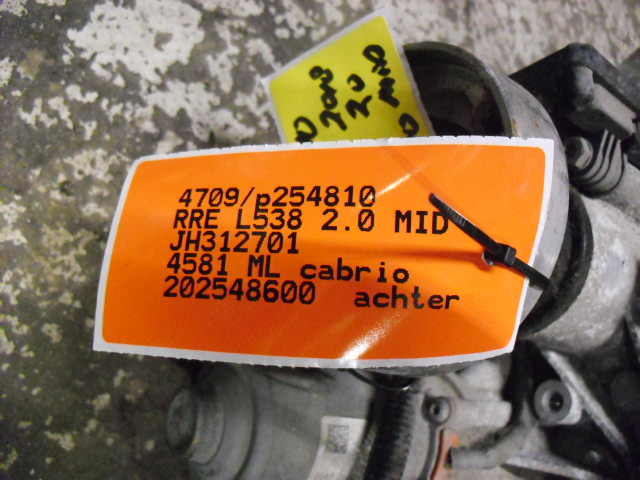 4709/p254810
RRE L538 2.0 MID
JH312701
4581 ML cabrio
202548600 achter